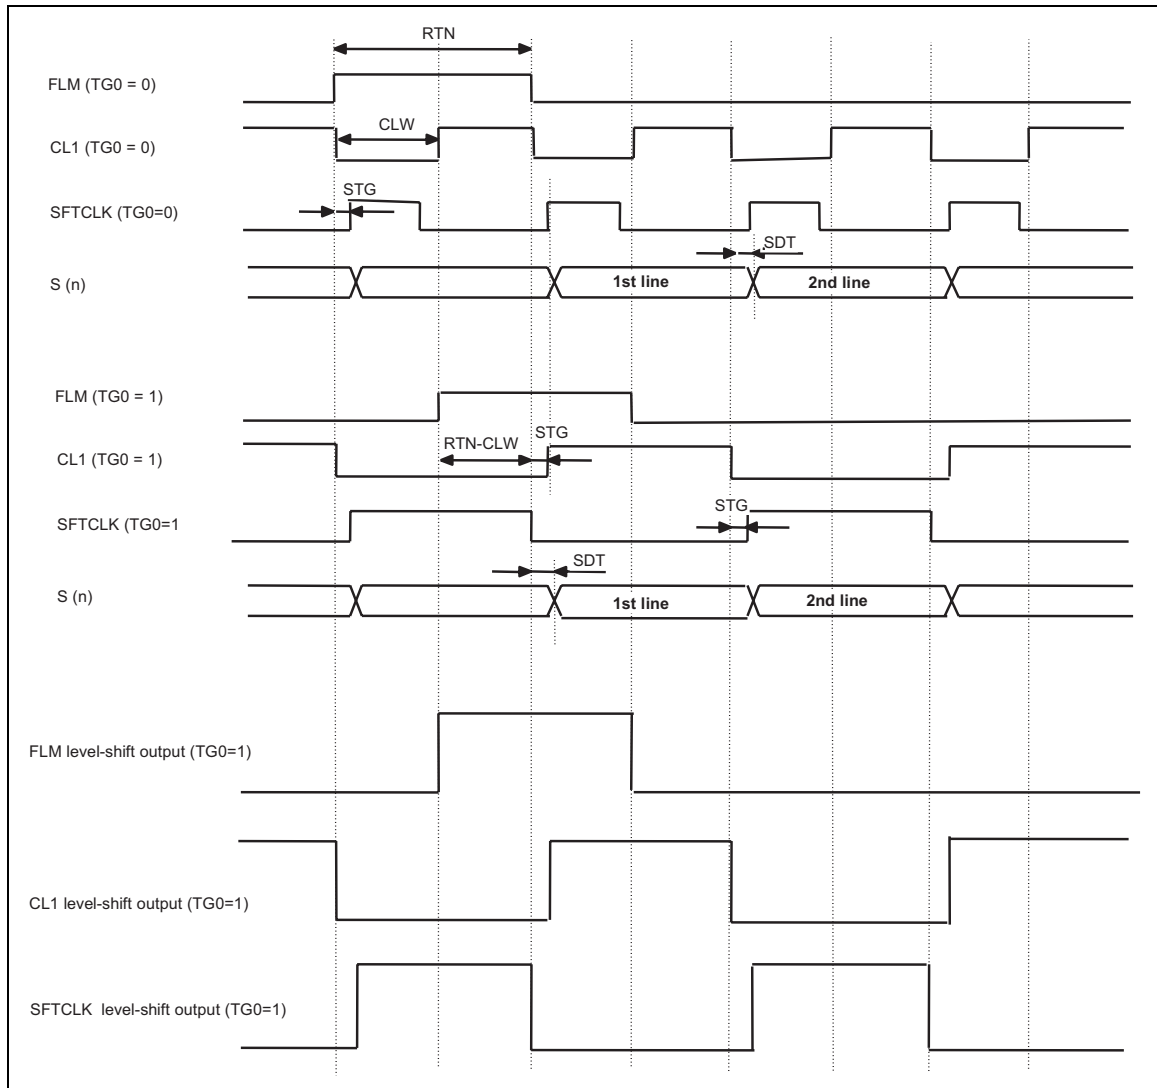 RTN
FLM (TG0 = 0)
CLW
CL1 (TG0 = 0)
STG
SFTCLK (TG0=0)
SDT
S (n)
1st line
2nd line
FLM (TG0 = 1)
RTN-CLW
STG
CL1 (TG0 = 1)
STG
SFTCLK (TG0=1
SDT
S (n)
1st line
2nd line
FLM level-shift output (TG0=1)
CL1 level-shift output (TG0=1)
SFTCLK level-shift output (TG0=1)